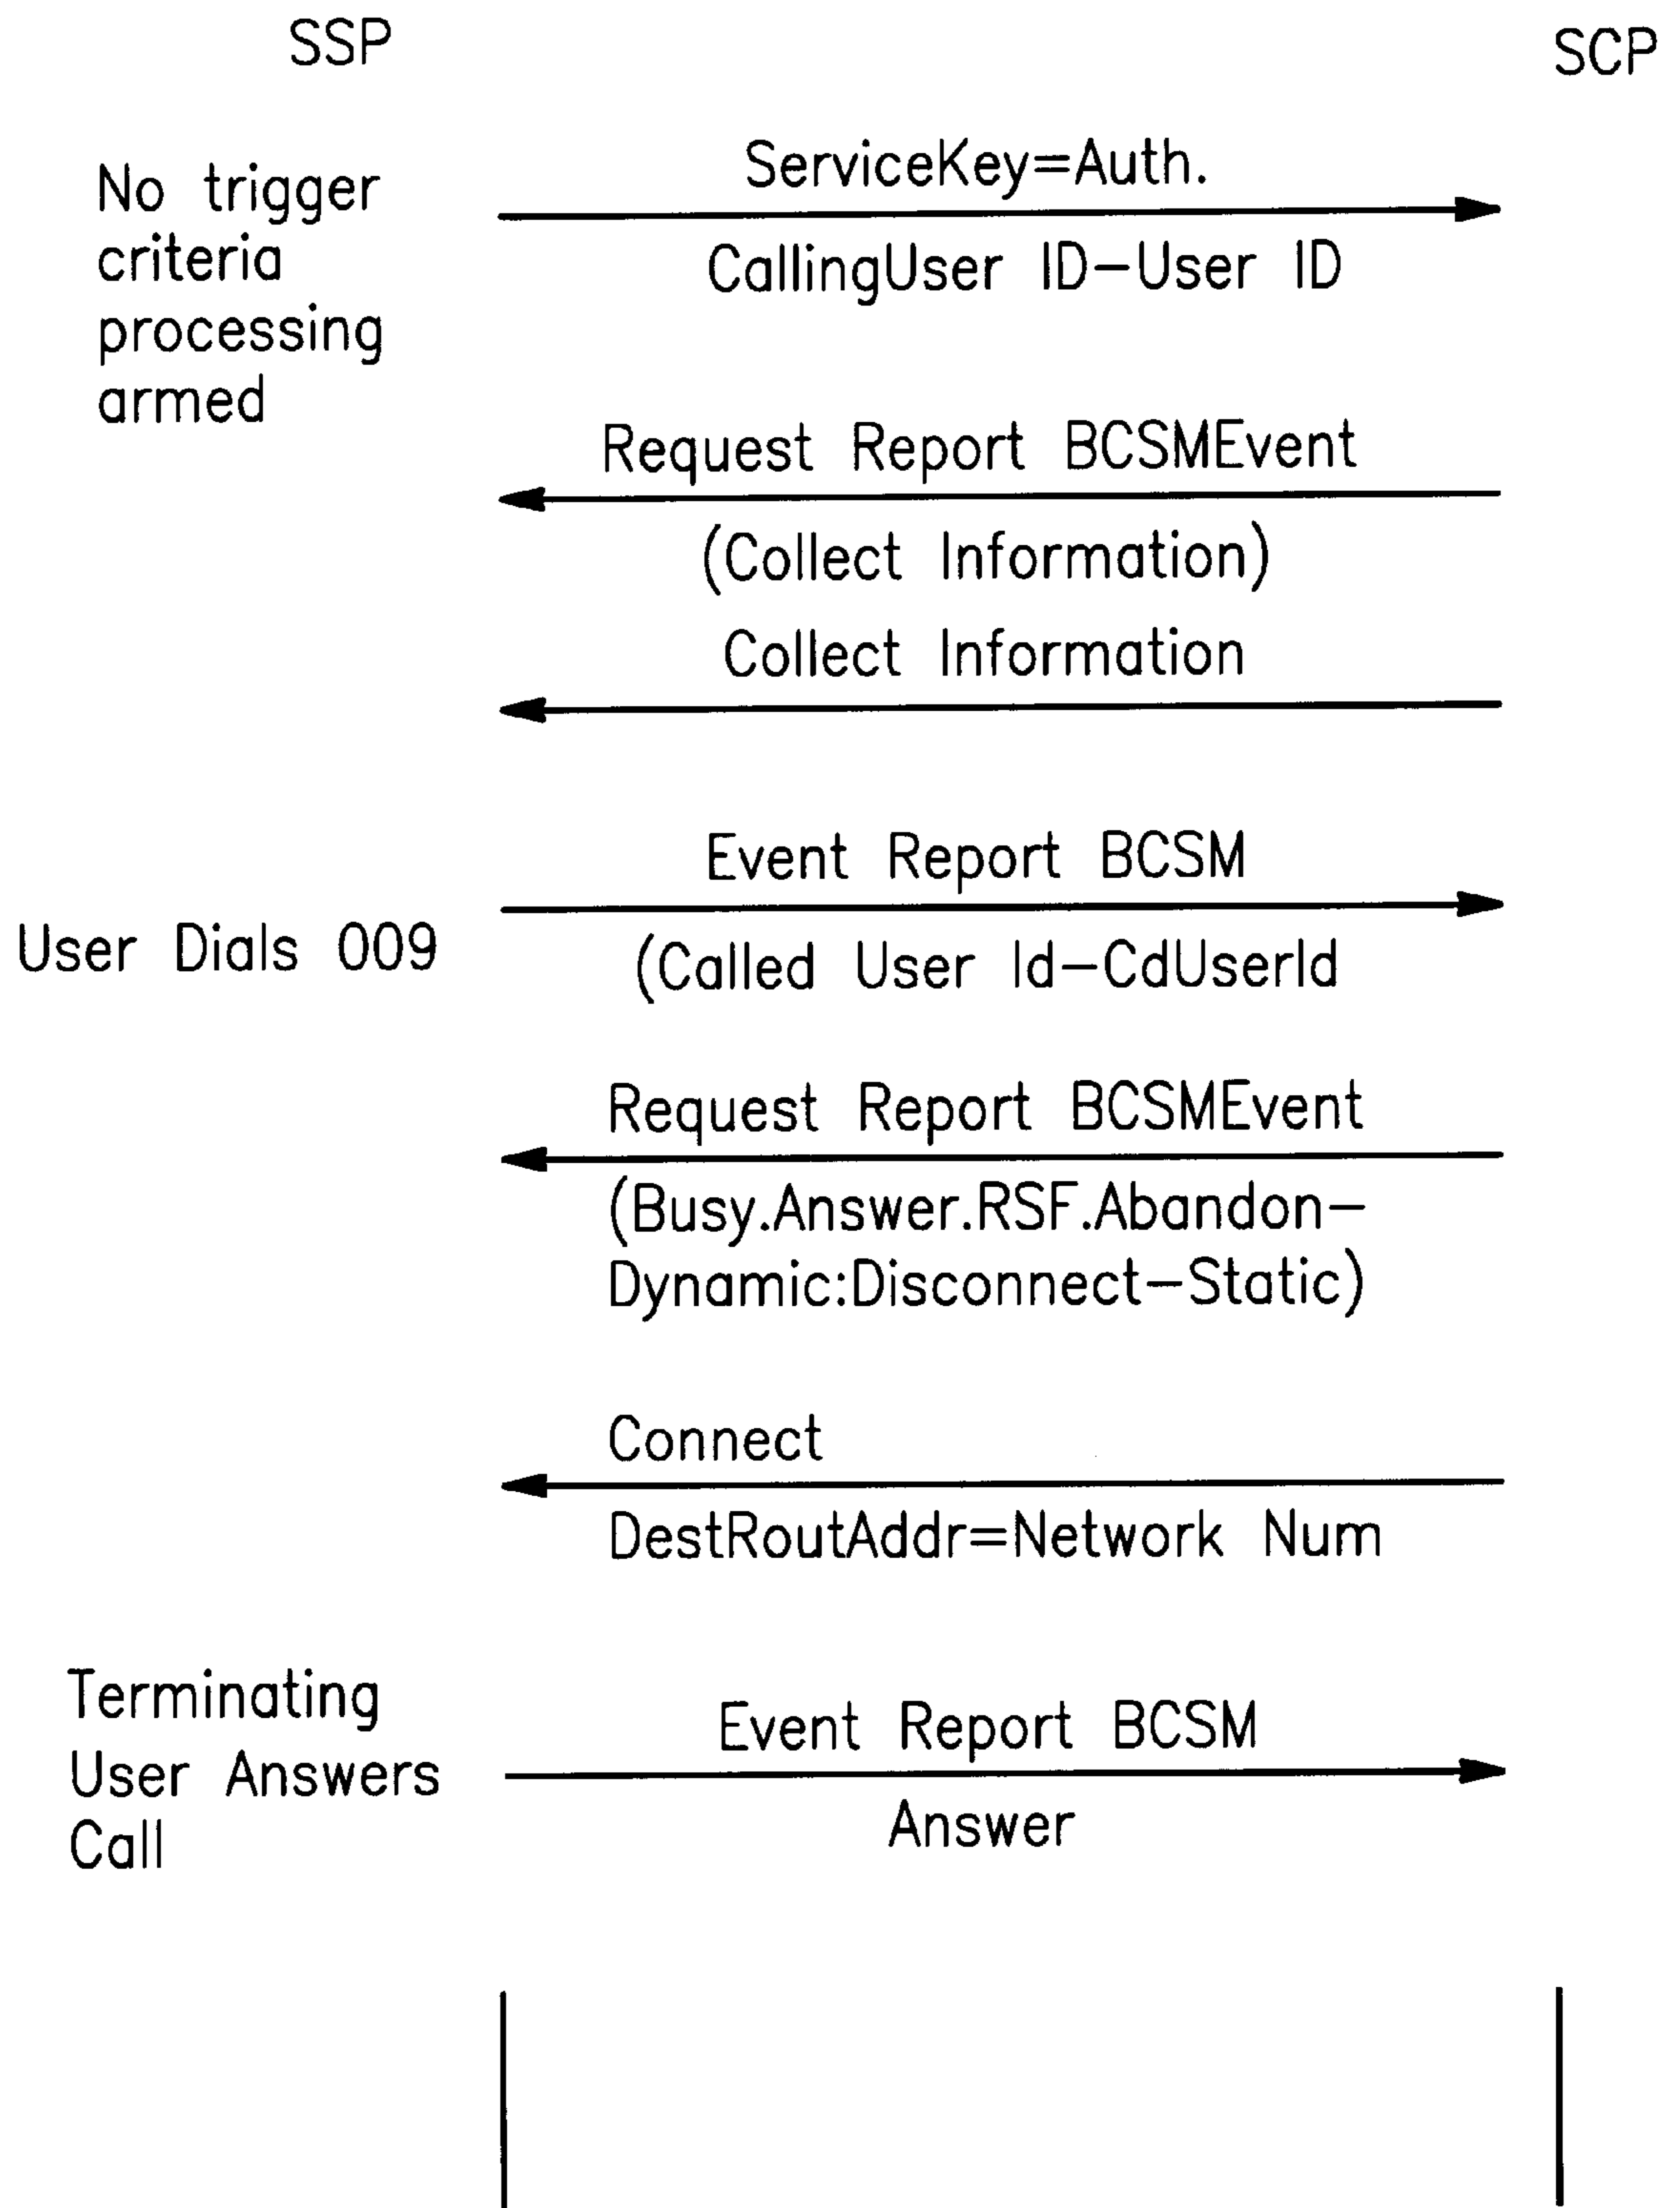 SSP
SCP
No trigger
criteria
processing
armed
ServiceKey=Auth.
CallingUser ID-User ID
Request Report BCSMEvent
(Collect Information)
Collect Information
Event Report BCSM
User Dials 009
(Called User Id-CdUserId
Request Report BCSMEvent
(Busy.Answer.RSF.Abandon-
Dynamic:Disconnect-Static)
Connect
DestRoutAddr=Network Num
Terminating
User Answers
Call
Event Report BCSM
Answer